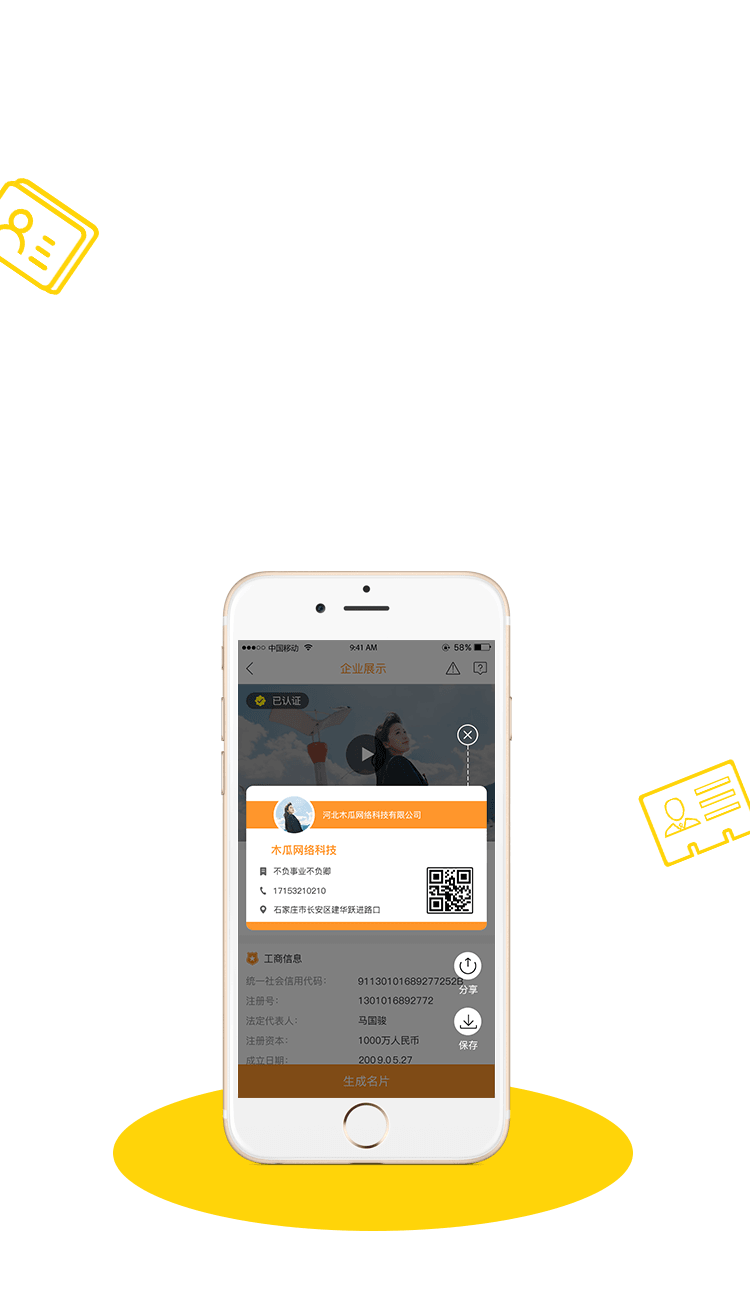 中国移动 9:41 AM 58%
企业展示
已认证
河北木瓜网络科技有限公司
木瓜网络科技
不负事业不负卿
17153210210
石家庄市长安区建华跃进路口
工商信息
统一社会信用代码: 91130101689277252B
分享
注册号: 1301016892772
法定代表人: 马国骏
注册资本: 1000万人民币
保存
成立日期: 2009.05.27
生成名片